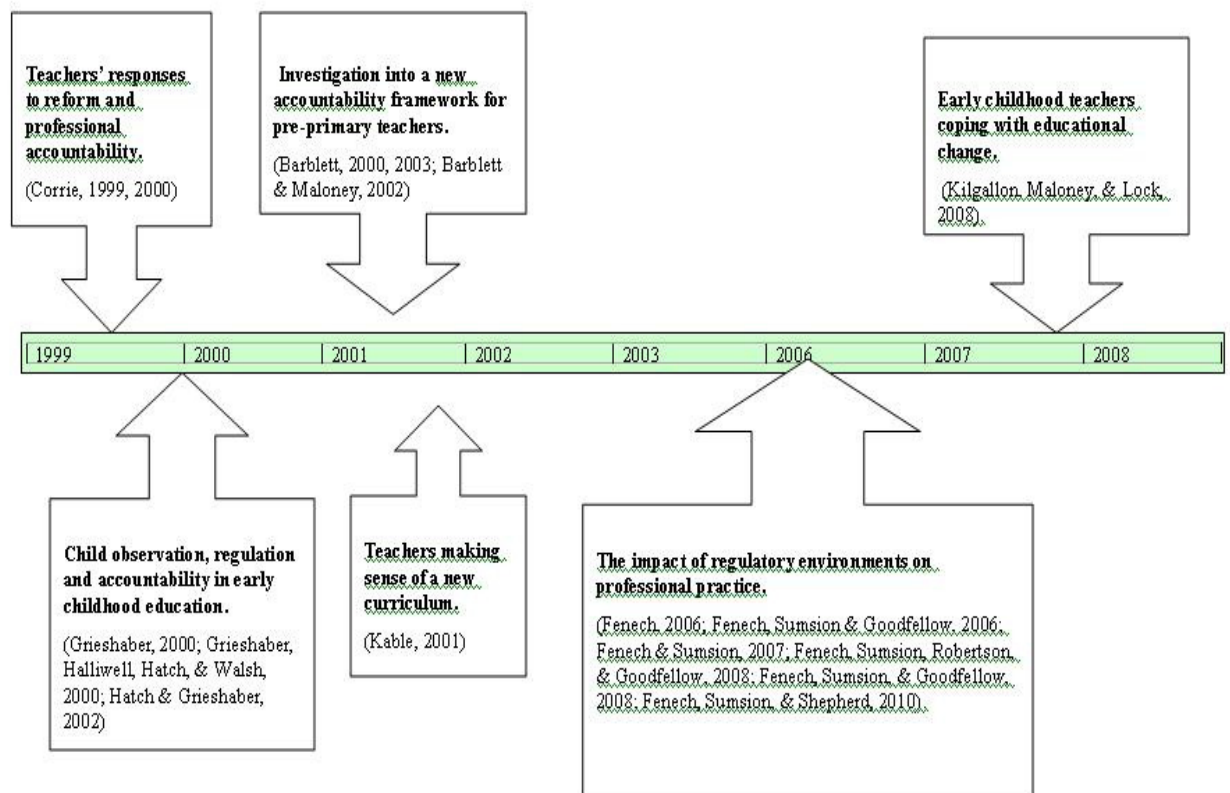 Teachers' responses
to reform and
professional
accountability.
(Corrie, 1999, 2000)
Investigation into a new
accountability framework for
pre-primary teachers.
(Barblett, 2000, 2003; Barblett
& Maloney, 2002)
Early childhood teachers
coping with educational
change.
(Kilgallon, Maloney, & Lock,
2008).
1999 2000 2001 2002 2003 2006 2007 2008
Child observation, regulation
and accountability in early
childhood education.
(Grieshaber, 2000; Grieshaber,
Halliwell, Hatch, & Walsh,
2000; Hatch & Grieshaber,
2002)
Teachers making
sense of a new
curriculum.
(Kable, 2001)
The impact of regulatory environments on
professional practice.
(Fenech, 2006; Fenech, Sumsion & Goodfellow, 2006;
Fenech & Sumsion, 2007; Fenech, Sumsion, Robertson,
& Goodfellow, 2008; Fenech, Sumsion, & Goodfellow,
2008; Fenech, Sumsion, & Shepherd, 2010).